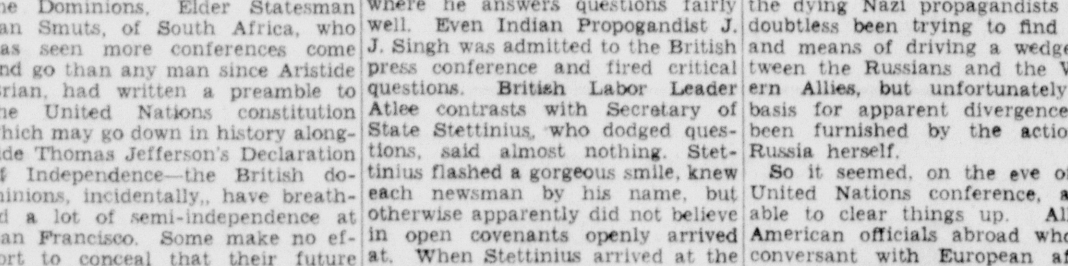 Dominions, Elder Statesman
Smuts, of South Africa, who
seen more conferences come
go than any man since Aristide
had written a preamble to
United Nations constitution
which may go down in history along-
Thomas Jefferson's Declaration
Independence—the British do-
incidentally,, have breath-
a lot of semi-independence at
Francisco. Some make no ef-
to conceal that their future
where he answers questions fairly
well. Even Indian Propogandist J.
J. Singh was admitted to the British
press conference and fired critical
questions. British Labor Leader
Atlee contrasts with Secretary of
State Stettinius, who dodged ques-
tions, said almost nothing. Stet-
tinius flashed a gorgeous smile, knew
each newsman by his name, but
otherwise apparently did not believe
in open covenants openly arrived
at. When Stettinius arrived at the
the dying Nazi propagandists
doubtless been trying to find
and means of driving a wedge
tween the Russians and the
ern Allies, but unfortunately
basis for apparent divergence
been furnished by the actio
Russia herself.
So it seemed, on the eve of
United Nations conference,
able to clear things up. Al
American officials abroad who
conversant with European af